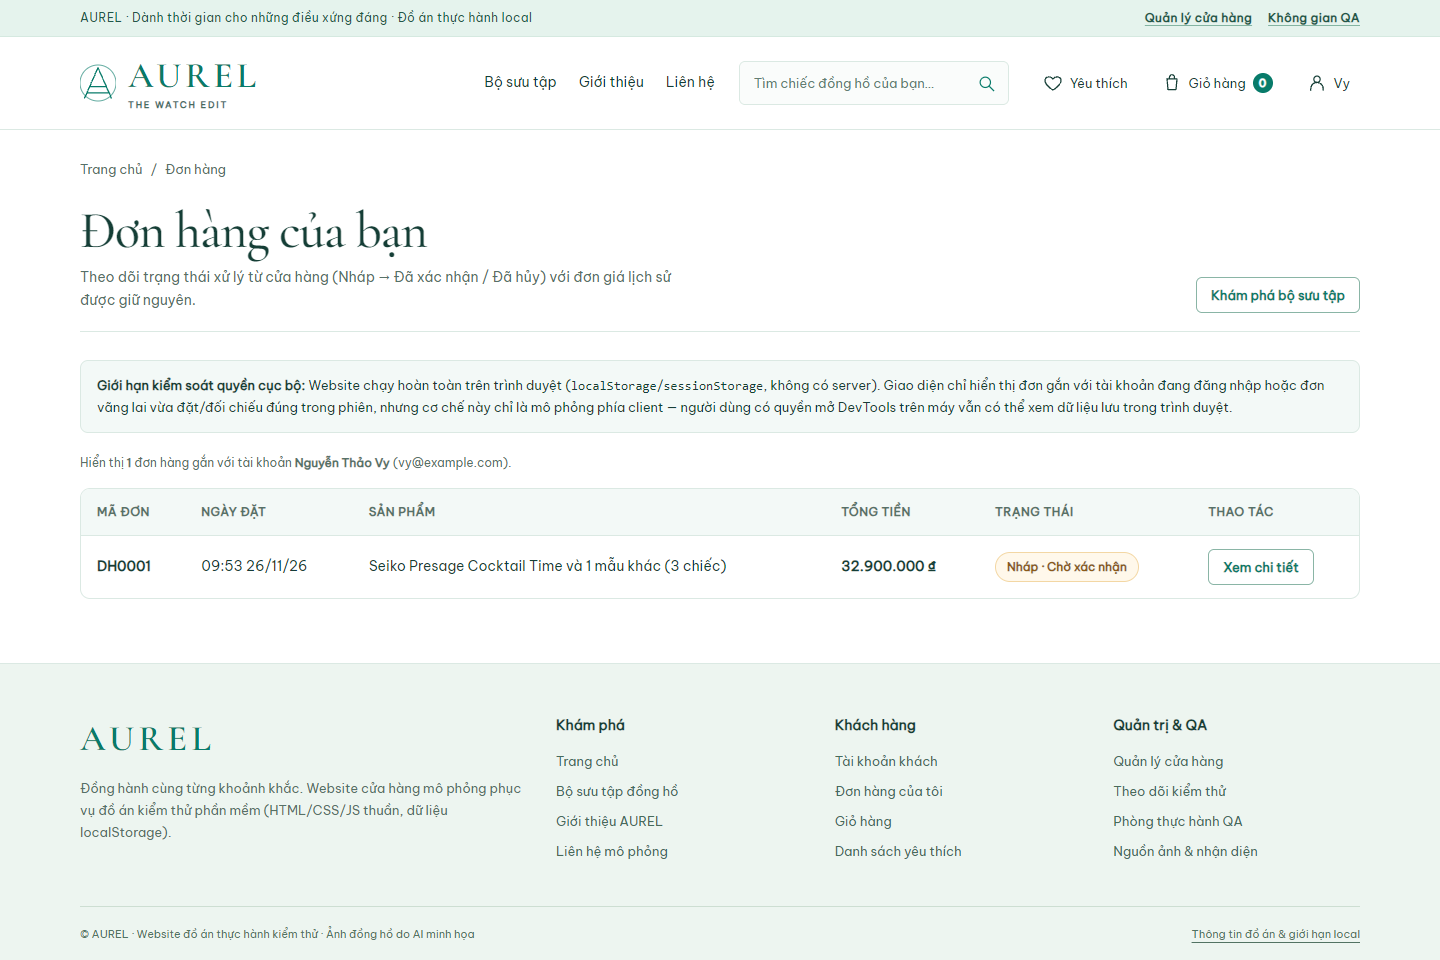 AUREL · Dành thời gian cho những điều xứng đáng · Đồ án thực hành local
Quản lý cửa hàng
Không gian QA
AUREL
THE WATCH EDIT
Bộ sưu tập
Giới thiệu
Liên hệ
Tìm chiếc đồng hồ của bạn...
Yêu thích
Giỏ hàng 0
Vy
Trang chủ / Đơn hàng
Đơn hàng của bạn
Theo dõi trạng thái xử lý từ cửa hàng (Nháp → Đã xác nhận / Đã hủy) với đơn giá lịch sử
được giữ nguyên.
Khám phá bộ sưu tập
Giới hạn kiểm soát quyền cục bộ: Website chạy hoàn toàn trên trình duyệt (localStorage/sessionStorage, không có server). Giao diện chỉ hiển thị đơn gắn với tài khoản đang đăng nhập hoặc đơn
vãng lai vừa đặt/đối chiếu đúng trong phiên, nhưng cơ chế này chỉ là mô phỏng phía client — người dùng có quyền mở DevTools trên máy vẫn có thể xem dữ liệu lưu trong trình duyệt.
Hiển thị 1 đơn hàng gắn với tài khoản Nguyễn Thảo Vy (vy@example.com).
MÃ ĐƠN NGÀY ĐẶT SẢN PHẨM TỔNG TIỀN TRẠNG THÁI THAO TÁC
DH0001 09:53 26/11/26 Seiko Presage Cocktail Time và 1 mẫu khác (3 chiếc) 32.900.000 ₫ Nháp · Chờ xác nhận Xem chi tiết
AUREL
Đồng hành cùng từng khoảnh khắc. Website cửa hàng mô phỏng phục
vụ đồ án kiểm thử phần mềm (HTML/CSS/JS thuần, dữ liệu
localStorage).
Khám phá
Trang chủ
Bộ sưu tập đồng hồ
Giới thiệu AUREL
Liên hệ mô phỏng
Khách hàng
Tài khoản khách
Đơn hàng của tôi
Giỏ hàng
Danh sách yêu thích
Quản trị & QA
Quản lý cửa hàng
Theo dõi kiểm thử
Phòng thực hành QA
Nguồn ảnh & nhận diện
© AUREL · Website đồ án thực hành kiểm thử · Ảnh đồng hồ do AI minh họa
Thông tin đồ án & giới hạn local